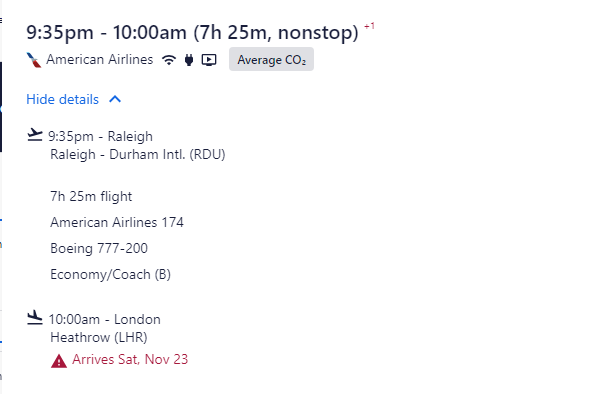 9:35pm - 10:00am (7h 25m, nonstop) +1
American Airlines Average CO₂
Hide details
9:35pm - Raleigh
Raleigh - Durham Intl. (RDU)
7h 25m flight
American Airlines 174
Boeing 777-200
Economy/Coach (B)
10:00am - London
Heathrow (LHR)
Arrives Sat, Nov 23